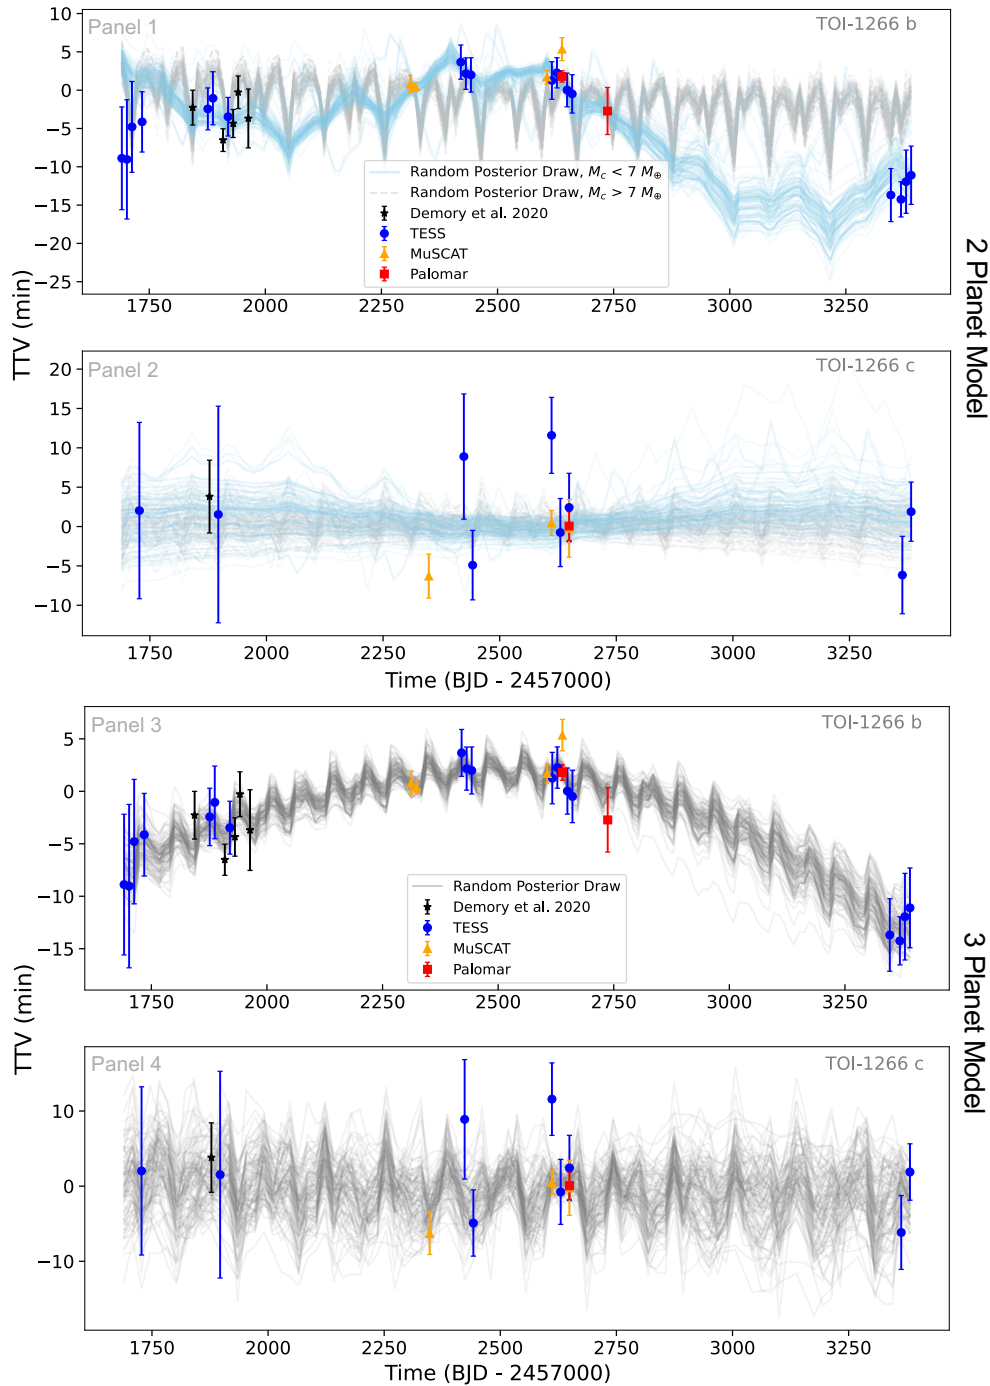 Panel 1
TOI-1266 b
10
5
0
−5
−10
−15
−20
−25
Random Posterior Draw, M_c < 7 M_⊕
Random Posterior Draw, M_c > 7 M_⊕
Demory et al. 2020
TESS
MuSCAT
Palomar
1750 2000 2250 2500 2750 3000 3250
TTV (min)
2 Planet Model
Panel 2
TOI-1266 c
20
15
10
5
0
−5
−10
1750 2000 2250 2500 2750 3000 3250
Time (BJD - 2457000)
Panel 3
TOI-1266 b
5
0
−5
−10
−15
Random Posterior Draw
Demory et al. 2020
TESS
MuSCAT
Palomar
1750 2000 2250 2500 2750 3000 3250
TTV (min)
3 Planet Model
Panel 4
TOI-1266 c
10
5
0
−5
−10
1750 2000 2250 2500 2750 3000 3250
Time (BJD - 2457000)